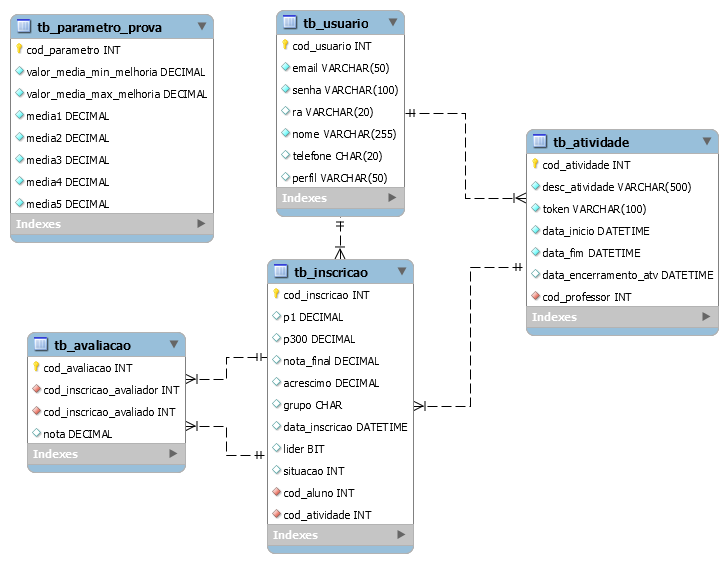 tb_parametro_prova
cod_parametro INT
valor_media_min_melhoria DECIMAL
valor_media_max_melhoria DECIMAL
media1 DECIMAL
media2 DECIMAL
media3 DECIMAL
media4 DECIMAL
media5 DECIMAL
Indexes
tb_usuario
cod_usuario INT
email VARCHAR(50)
senha VARCHAR(100)
ra VARCHAR(20)
nome VARCHAR(255)
telefone CHAR(20)
perfil VARCHAR(50)
Indexes
tb_atividade
cod_atividade INT
desc_atividade VARCHAR(500)
token VARCHAR(100)
data_inicio DATETIME
data_fim DATETIME
data_encerramento_atv DATETIME
cod_professor INT
Indexes
tb_inscricao
cod_inscricao INT
p1 DECIMAL
p300 DECIMAL
nota_final DECIMAL
acrescimo DECIMAL
grupo CHAR
data_inscricao DATETIME
lider BIT
situacao INT
cod_aluno INT
cod_atividade INT
Indexes
tb_avaliacao
cod_avaliacao INT
cod_inscricao_avaliador INT
cod_inscricao_avaliado INT
nota DECIMAL
Indexes